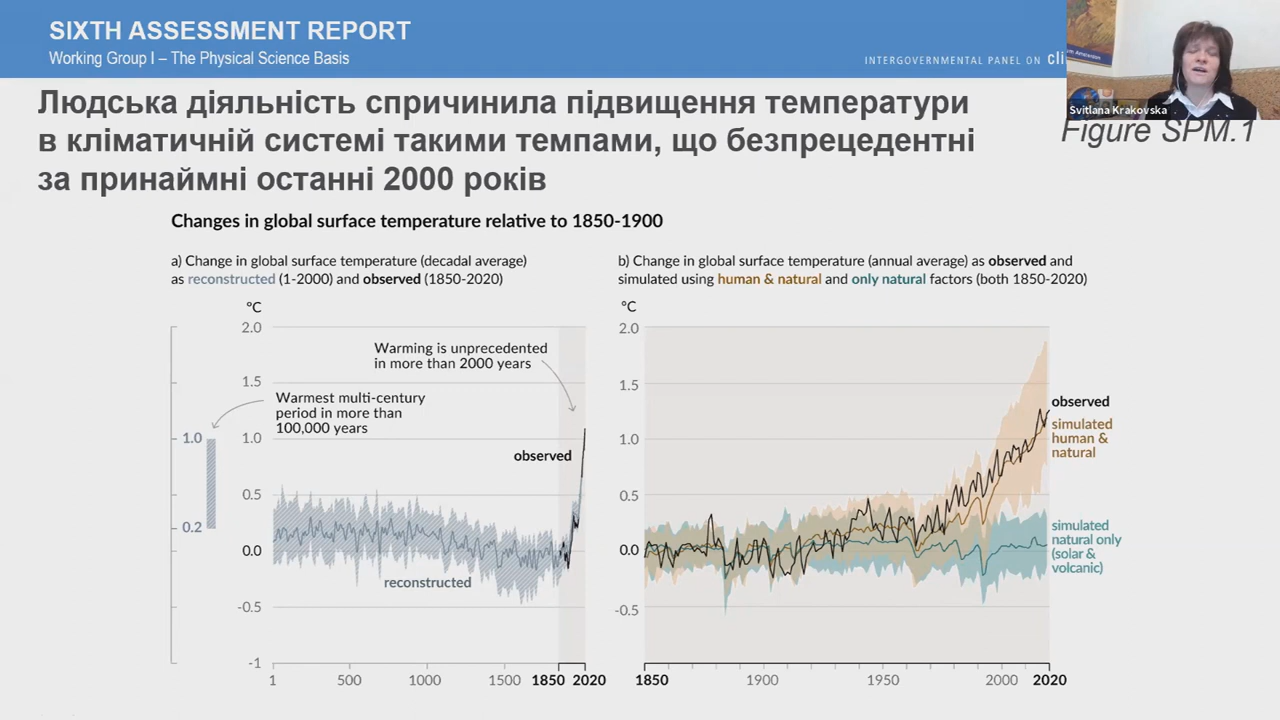 SIXTH ASSESSMENT REPORT
Working Group I – The Physical Science Basis
INTERGOVERNMENTAL PANEL ON cli
Svitlana Krakovska
Людська діяльність спричинила підвищення температури
в кліматичній системі такими темпами, що безпрецедентні
за принаймні останні 2000 років
Figure SPM.1
Changes in global surface temperature relative to 1850-1900
a) Change in global surface temperature (decadal average)
as reconstructed (1-2000) and observed (1850-2020)
°C
2.0
1.5
1.0
0.5
0.0
-0.5
-1
1.0
0.2
Warming is unprecedented
in more than 2000 years
Warmest multi-century
period in more than
100,000 years
observed
reconstructed
1 500 1000 1500 1850 2020
b) Change in global surface temperature (annual average) as observed and
simulated using human & natural and only natural factors (both 1850-2020)
°C
2.0
1.5
1.0
0.5
0.0
-0.5
observed
simulated
human &
natural
simulated
natural only
(solar &
volcanic)
1850 1900 1950 2000 2020